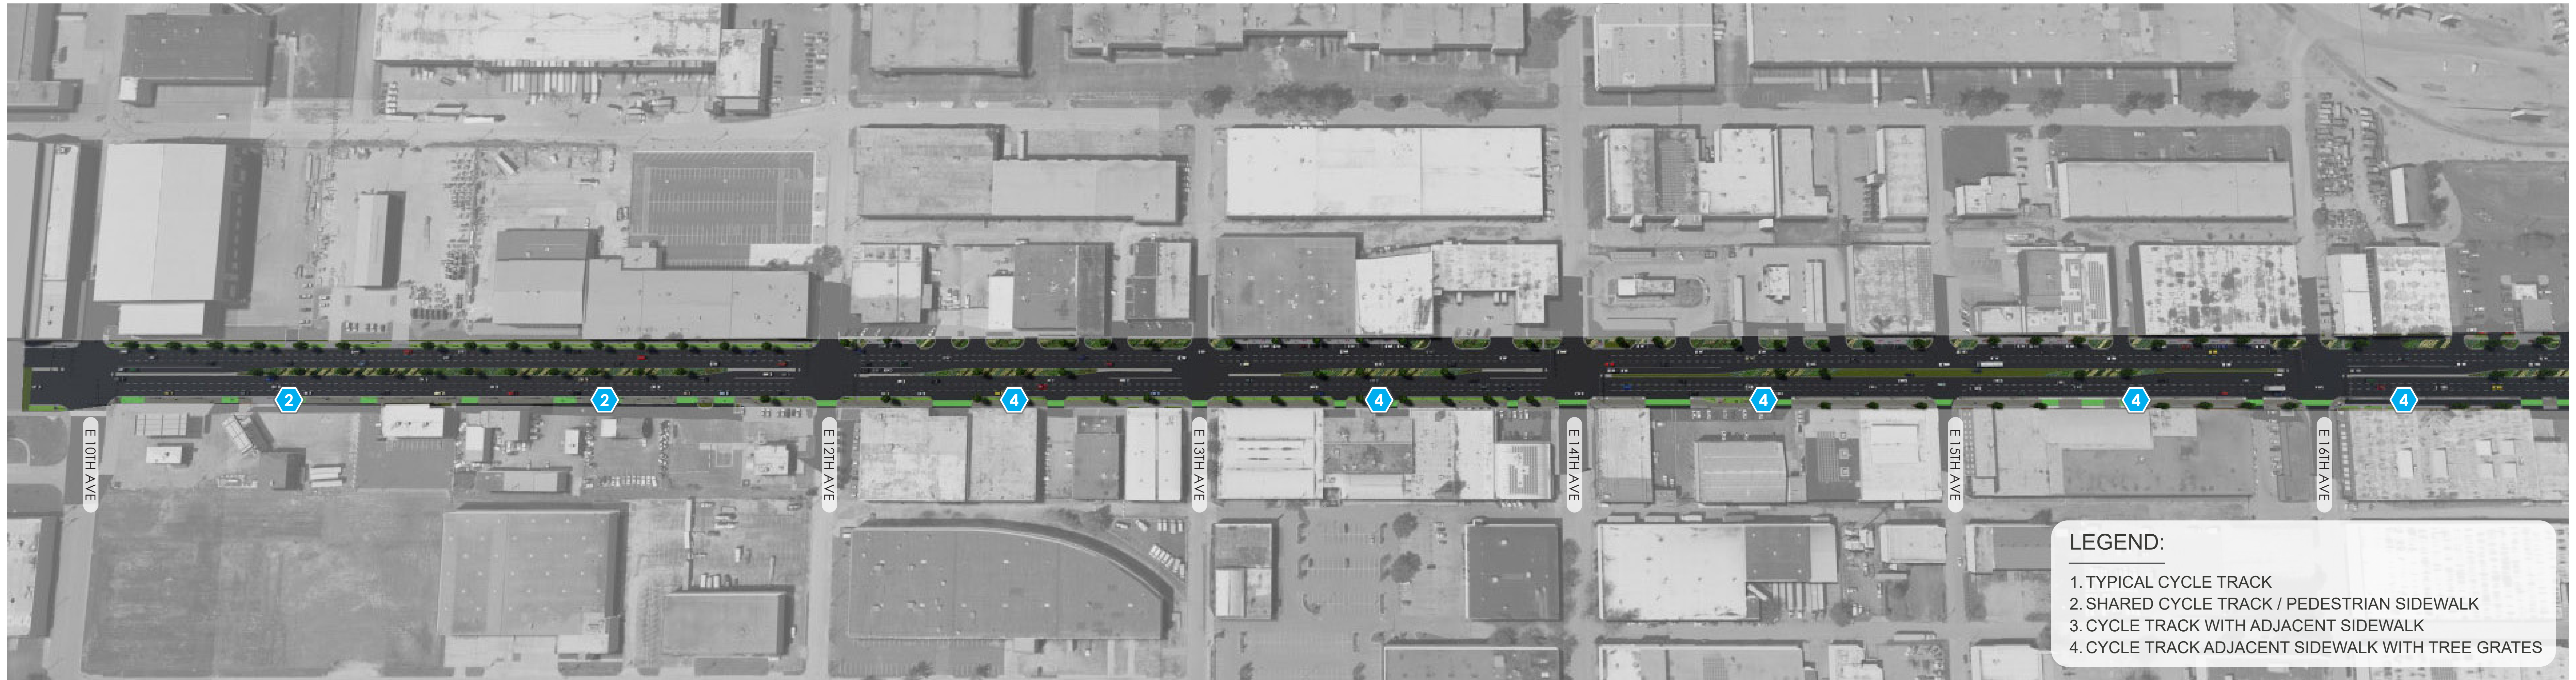 2
2
4
4
4
4
4
E 10TH AVE
E 12TH AVE
E 13TH AVE
E 14TH AVE
E 15TH AVE
E 16TH AVE
LEGEND:
1. TYPICAL CYCLE TRACK
2. SHARED CYCLE TRACK / PEDESTRIAN SIDEWALK
3. CYCLE TRACK WITH ADJACENT SIDEWALK
4. CYCLE TRACK ADJACENT SIDEWALK WITH TREE GRATES